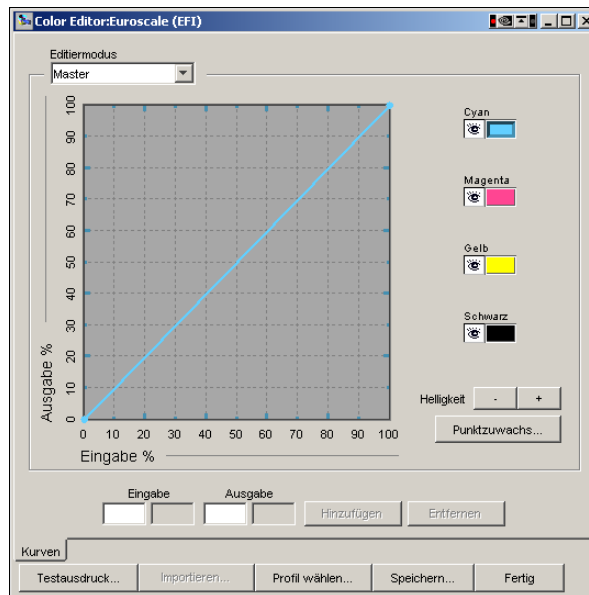 Color Editor:Euroscale (EFI)
Editiermodus
Master
Ausgabe %
100
90
80
70
60
50
40
30
20
10
0
0 10 20 30 40 50 60 70 80 90 100
Eingabe %
Cyan
Magenta
Gelb
Schwarz
Helligkeit - +
Punktzuwachs...
Eingabe Ausgabe
Hinzufügen Entfernen
Kurven
Testausdruck... Importieren... Profil wählen... Speichern... Fertig